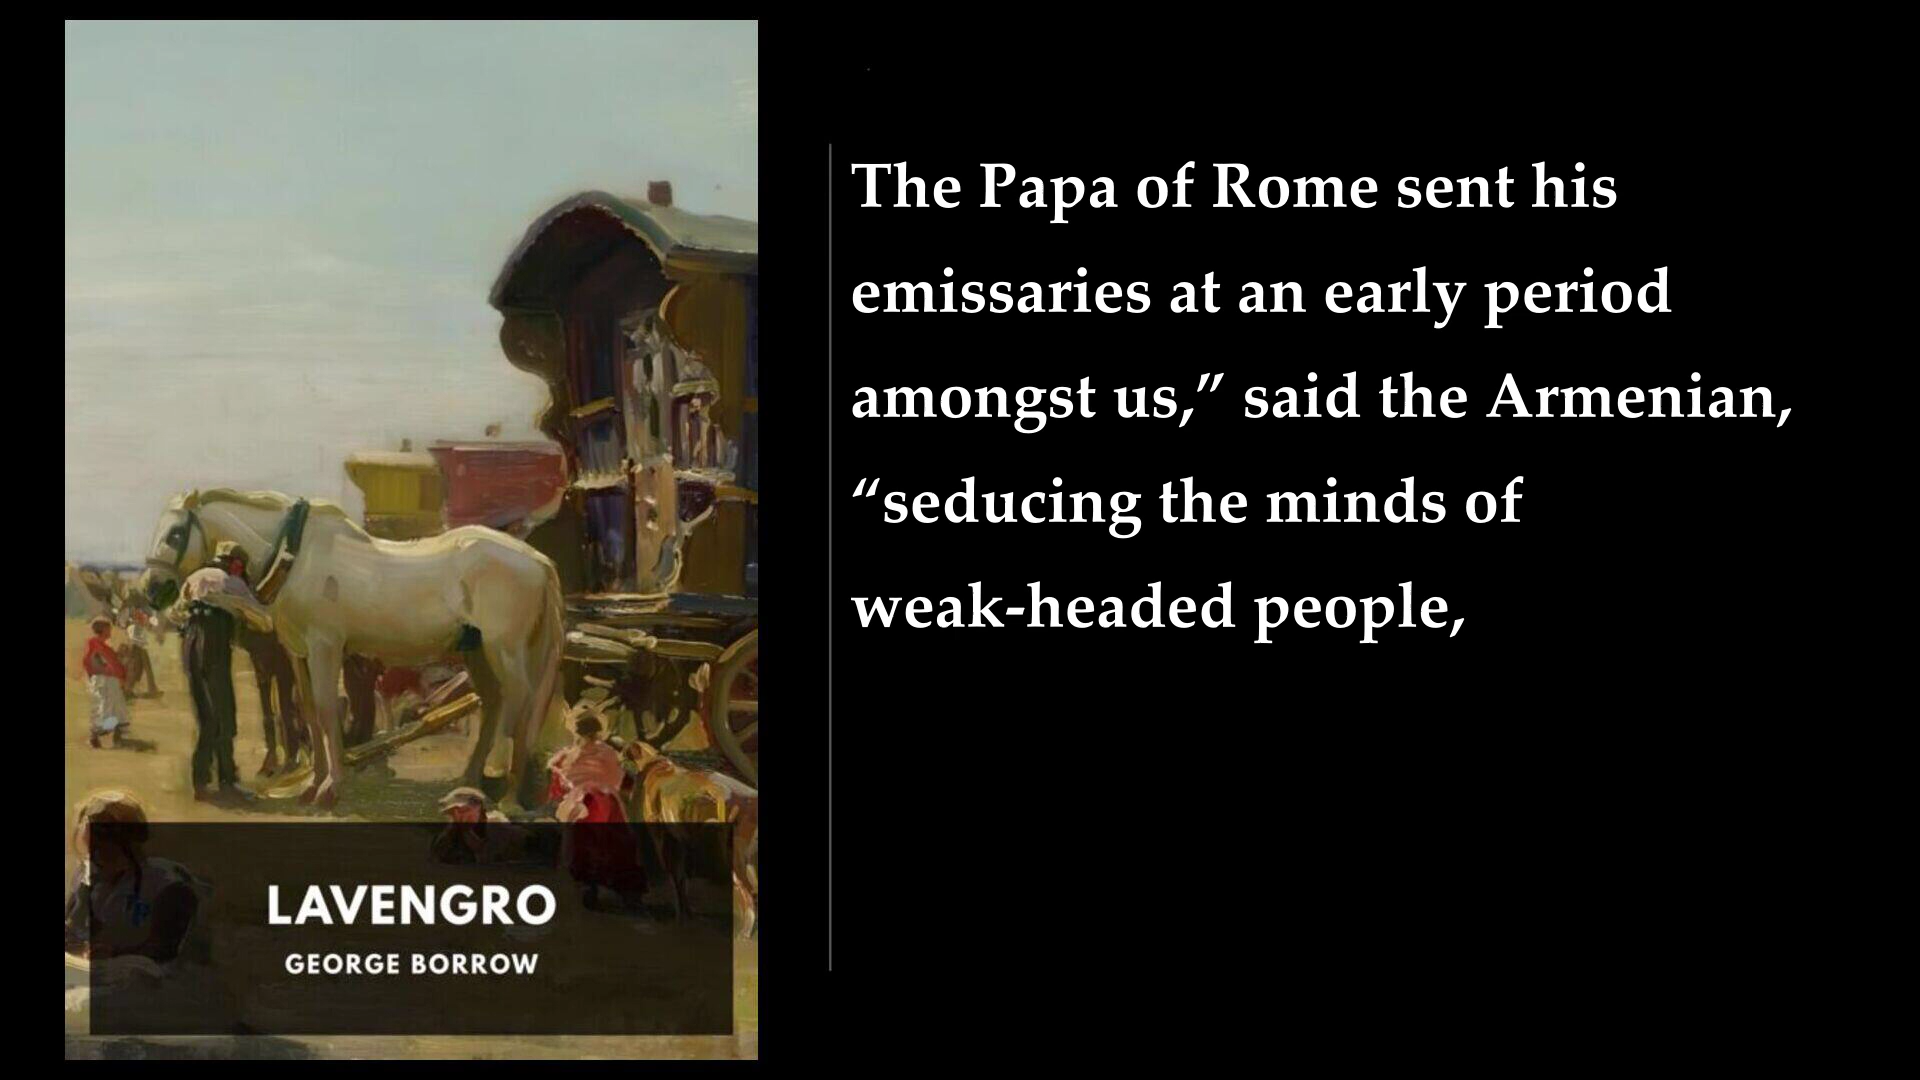 The Papa of Rome sent his
emissaries at an early period
amongst us,” said the Armenian,
“seducing the minds of
weak-headed people,
LAVENGRO
GEORGE BORROW